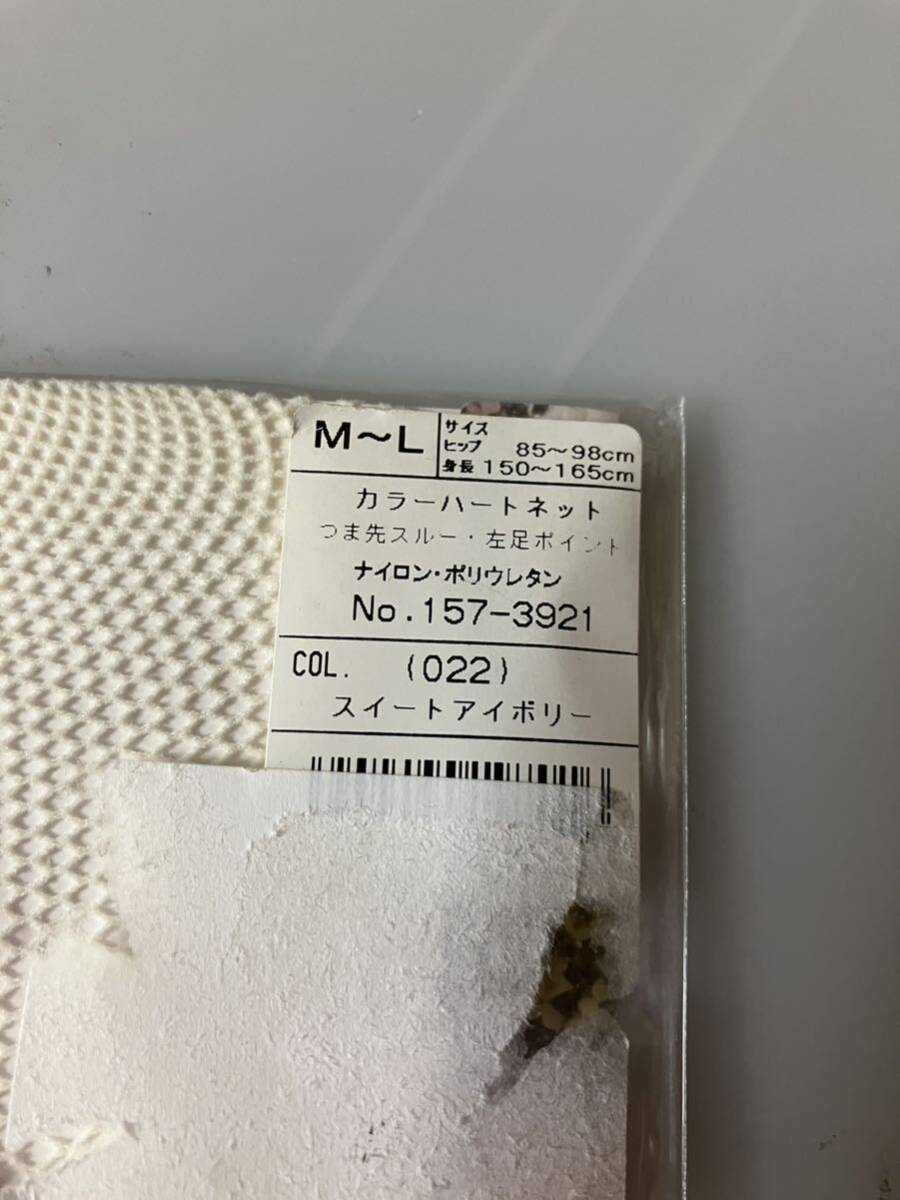 M～L
サイズ
ヒップ 85～98cm
身長 150～165cm
カラーハートネット
つま先スルー・左足ポイント
ナイロン・ポリウレタン
No.157-3921
COL. (022)
スイートアイボリー